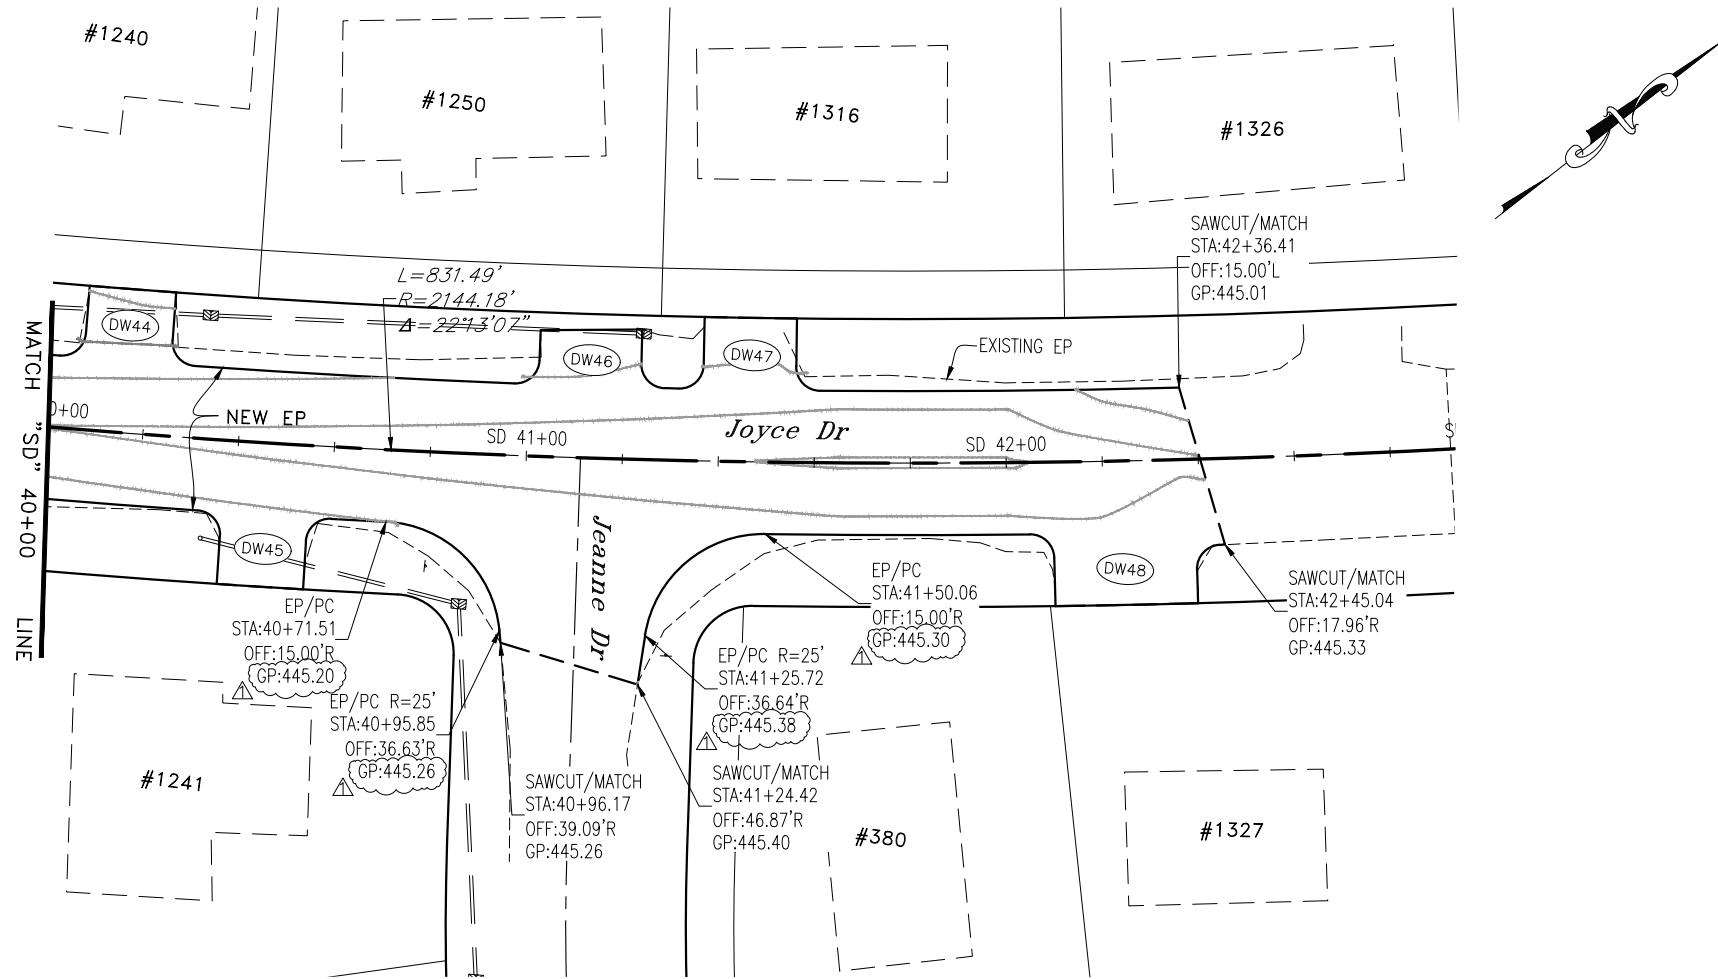 #1240
#1250
#1316
#1326
SAWCUT/MATCH
STA:42+36.41
OFF:15.00'L
GP:445.01
L=831.49'
R=2144.18'
Δ=22°13'07"
DW44
DW46
DW47
EXISTING EP
MATCH LINE
"SD" 40+00
0+00
NEW EP
SD 41+00
Joyce Dr
SD 42+00
S
Jeanne Dr
DW45
DW48
EP/PC
STA:40+71.51
OFF:15.00'R
GP:445.20
1
EP/PC R=25'
STA:40+95.85
OFF:36.63'R
GP:445.26
1
SAWCUT/MATCH
STA:40+96.17
OFF:39.09'R
GP:445.26
EP/PC R=25'
STA:41+25.72
OFF:36.64'R
GP:445.38
1
SAWCUT/MATCH
STA:41+24.42
OFF:46.87'R
GP:445.40
EP/PC
STA:41+50.06
OFF:15.00'R
GP:445.30
1
SAWCUT/MATCH
STA:42+45.04
OFF:17.96'R
GP:445.33
#1241
#380
#1327